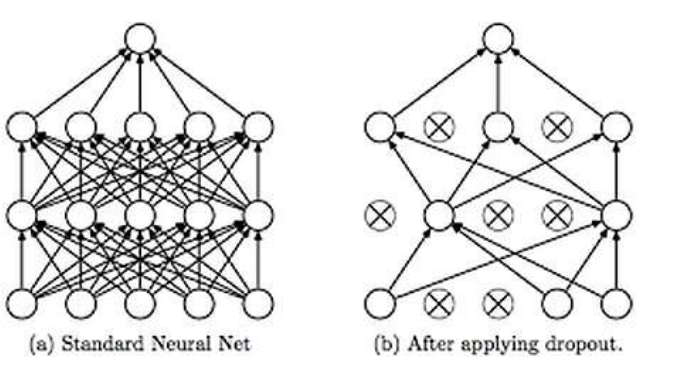 (a) Standard Neural Net
(b) After applying dropout.